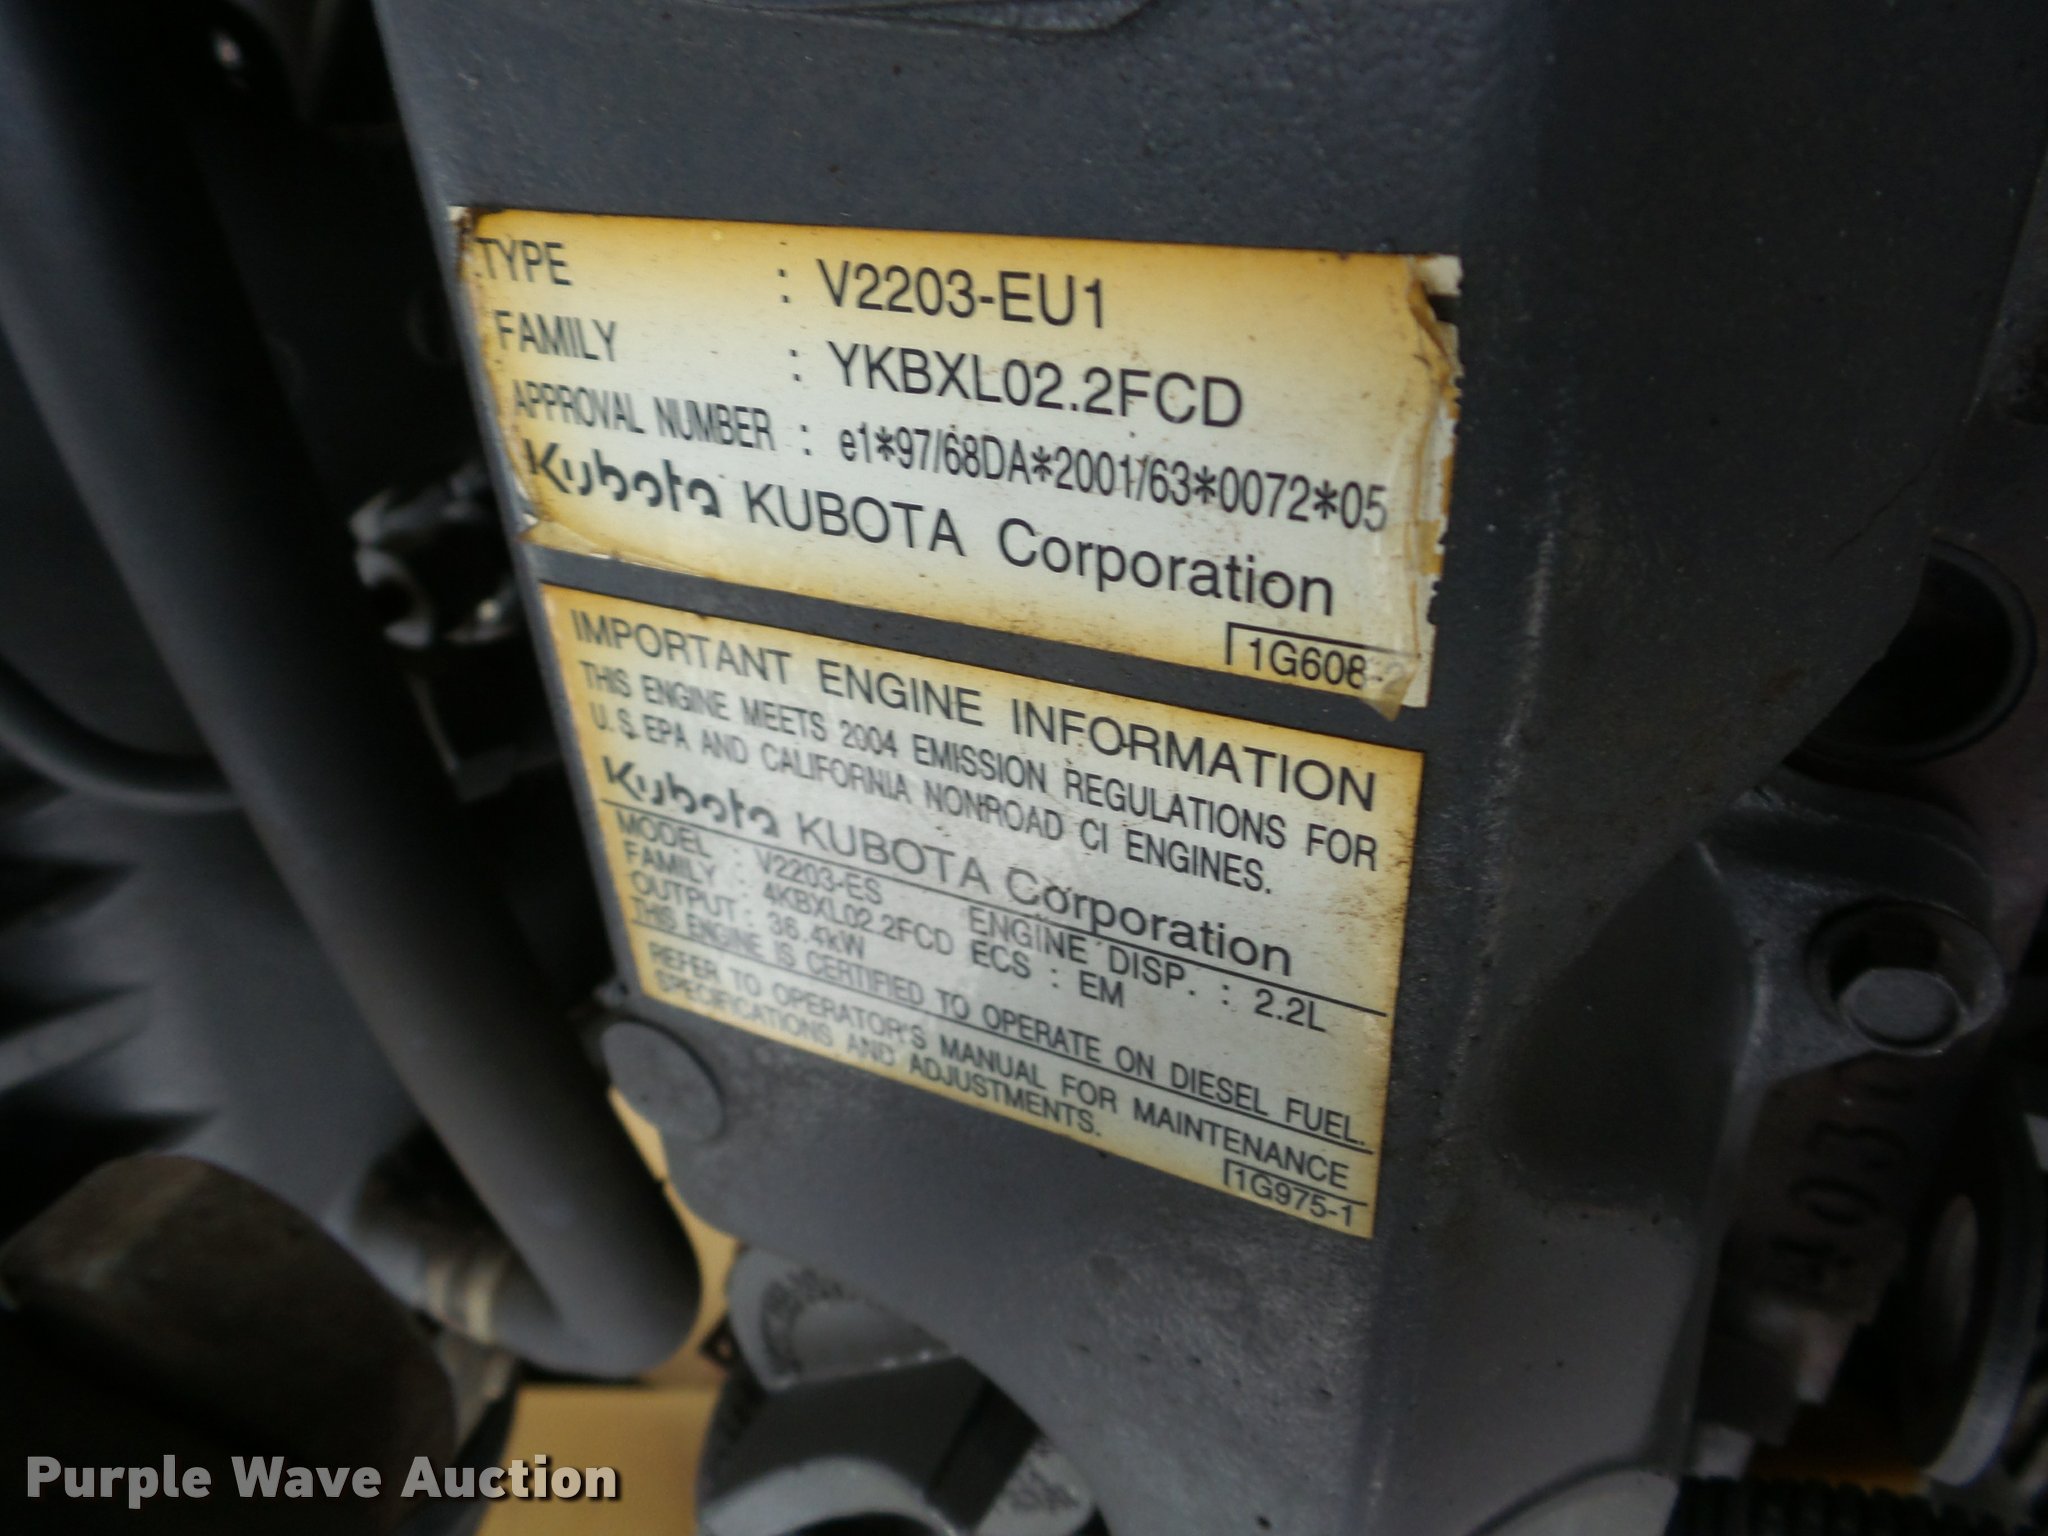 TYPE : V2203-EU1
FAMILY : YKBXL02.2FCD
APPROVAL NUMBER : e1*97/68DA*2001/63*0072*05
Kubota KUBOTA Corporation
1G608-2
IMPORTANT ENGINE INFORMATION
THIS ENGINE MEETS 2004 EMISSION REGULATIONS FOR
U.S.EPA AND CALIFORNIA NONROAD CI ENGINES.
Kubota KUBOTA Corporation
MODEL : V2203-ES ENGINE DISP. : 2.2L
FAMILY : 4KBXL02.2FCD ECS : EM
OUTPUT : 36.4kW
THIS ENGINE IS CERTIFIED TO OPERATE ON DIESEL FUEL.
REFER TO OPERATOR'S MANUAL FOR MAINTENANCE
SPECIFICATIONS AND ADJUSTMENTS.
1G975-1
Purple Wave Auction